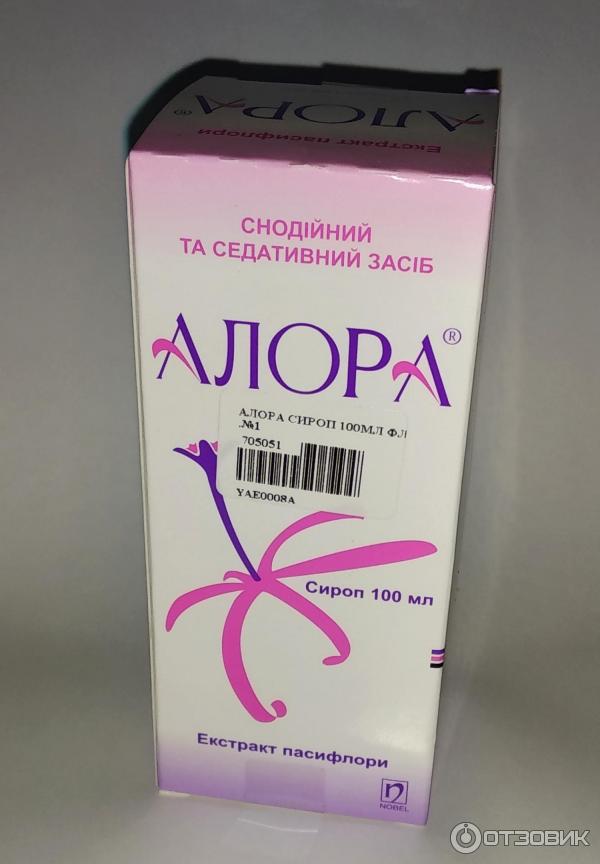 АЛОРА®
Екстракт пасифлори
СНОДІЙНИЙ
ТА СЕДАТИВНИЙ ЗАСІБ
АЛОРА®
АЛОРА СИРОП 100МЛ ФЛ
.№1
705051
YAE0008A
Сироп 100 мл
Екстракт пасифлори
NOBEL
ОТЗОВИК